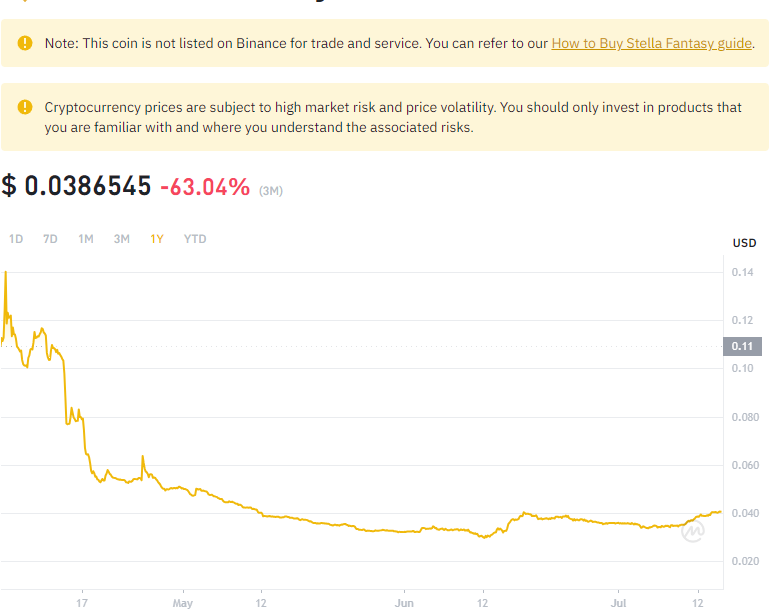 Note: This coin is not listed on Binance for trade and service. You can refer to our How to Buy Stella Fantasy guide.
Cryptocurrency prices are subject to high market risk and price volatility. You should only invest in products that
you are familiar with and where you understand the associated risks.
$ 0.0386545 -63.04% (3M)
1D 7D 1M 3M 1Y YTD
USD
0.14
0.12
0.11
0.10
0.080
0.060
0.040
0.020
17 May 12 Jun 12 Jul 12